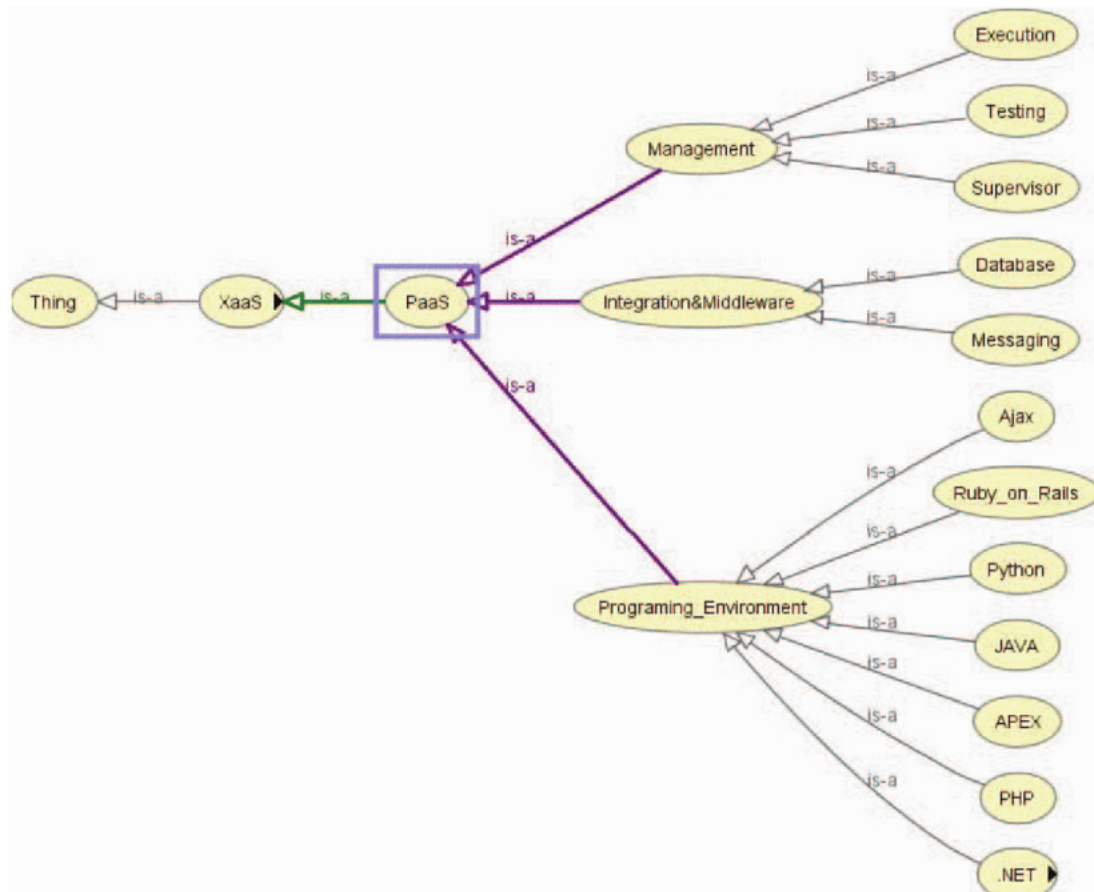 Execution
is-a
Testing
is-a
Management
is-a
Supervisor
is-a
Database
is-a
Thing
is-a
XaaS
is-a
PaaS
is-a
Integration&Middleware
is-a
Messaging
is-a
Ajax
is-a
Ruby_on_Rails
Python
is-a
Programing_Environment
is-a
JAVA
is-a
APEX
is-a
PHP
is-a
.NET